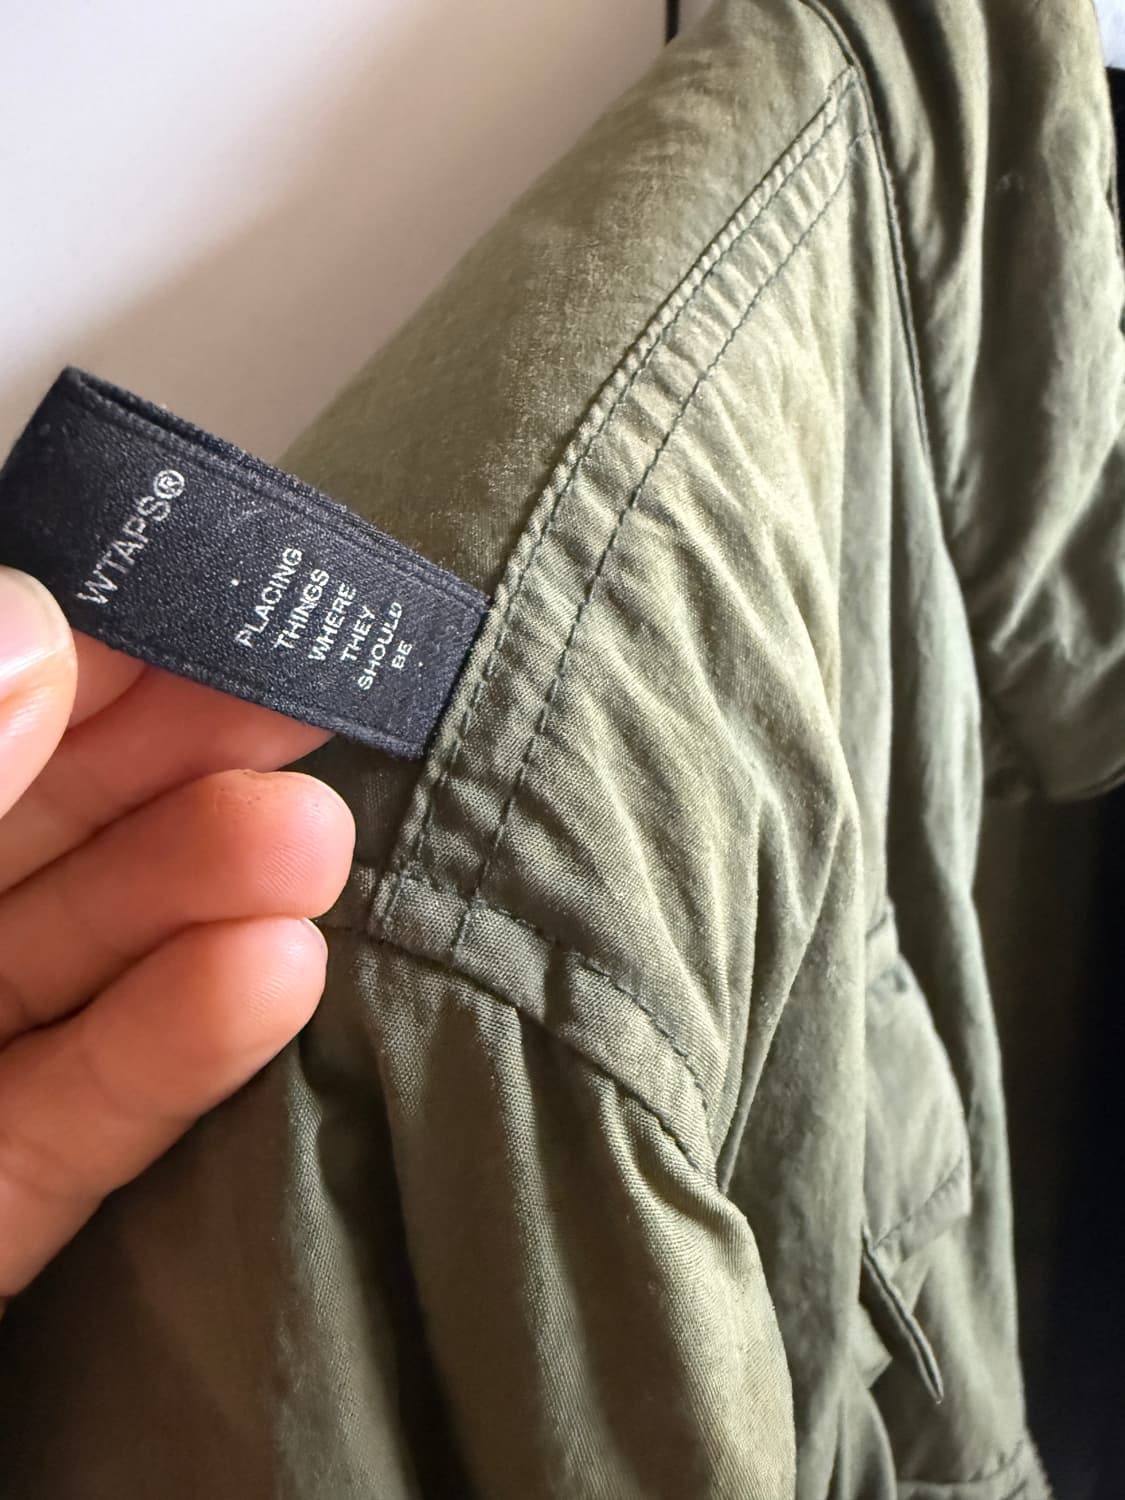 WTAPS®
PLACING
THINGS
WHERE
THEY
SHOULD
BE